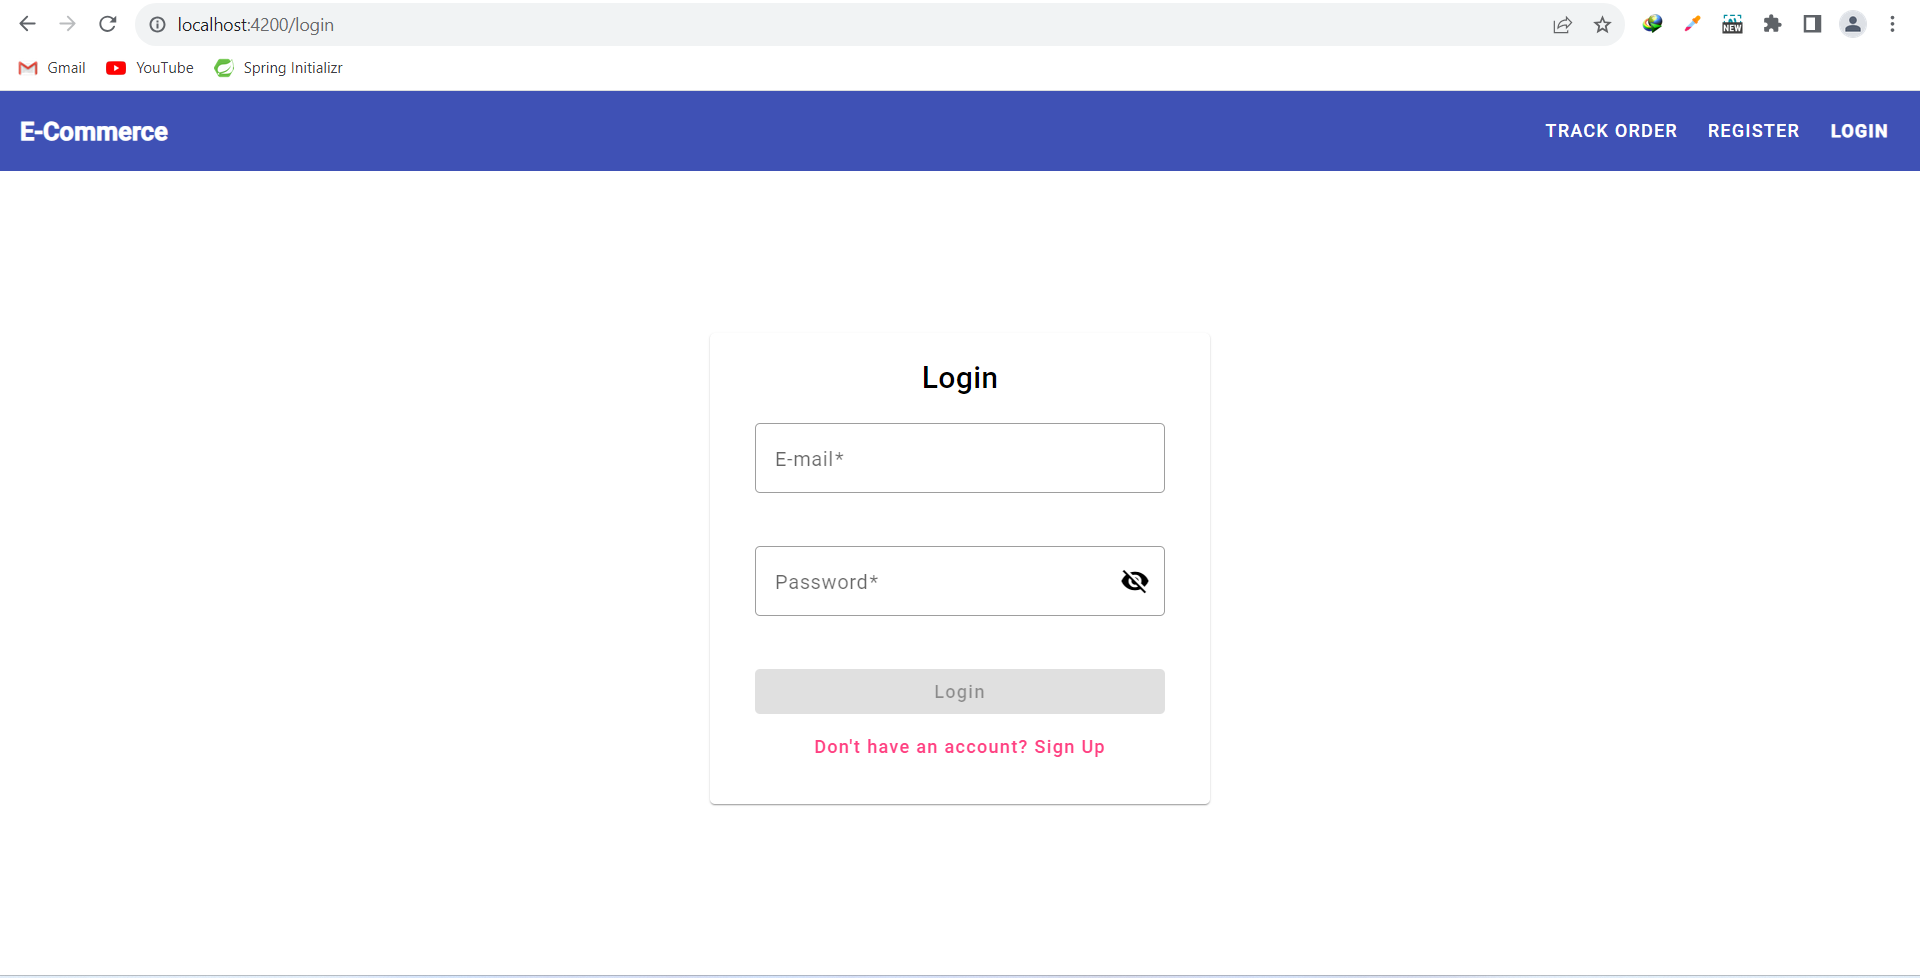 localhost:4200/login
NEW
Gmail YouTube Spring Initializr
E-Commerce TRACK ORDER REGISTER LOGIN
Login
E-mail*
Password*
Login
Don't have an account? Sign Up